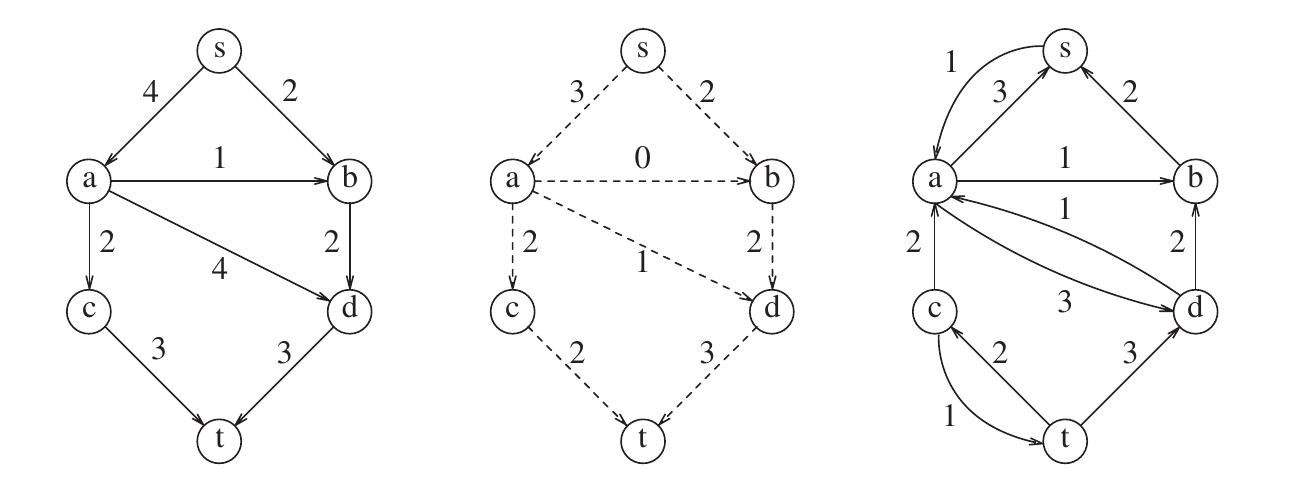 s s s
4 2 3 2 1 3 2
1 0 1
a b a b a b
1
2 2 2 2 2 2
4 1 3
c d c d c d
3 3 2 3 2 3
1
t t t